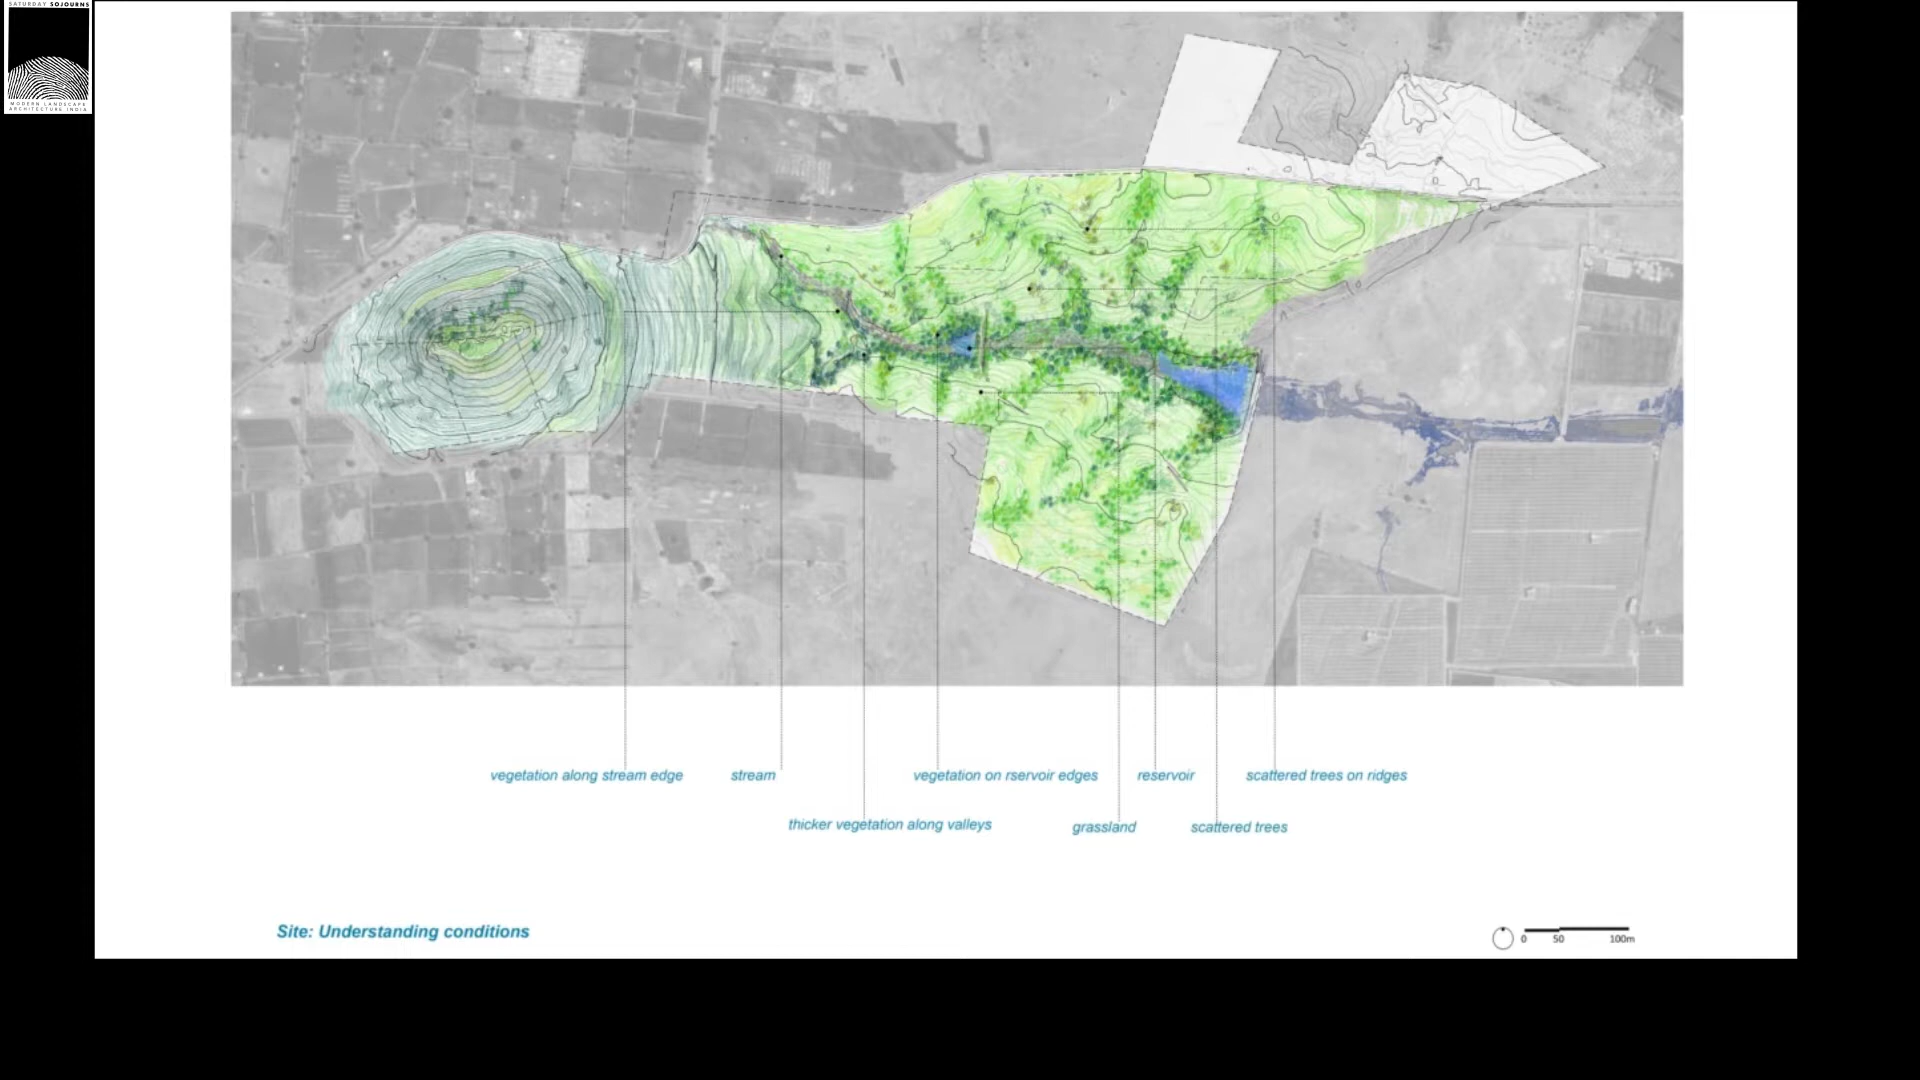 SATURDAY SOJOURNS
MODERN LANDSCAPE
ARCHITECTURE INDIA
vegetation along stream edge
stream
vegetation on rservoir edges
reservoir
scattered trees on ridges
thicker vegetation along valleys
grassland
scattered trees
Site: Understanding conditions
0 50 100m